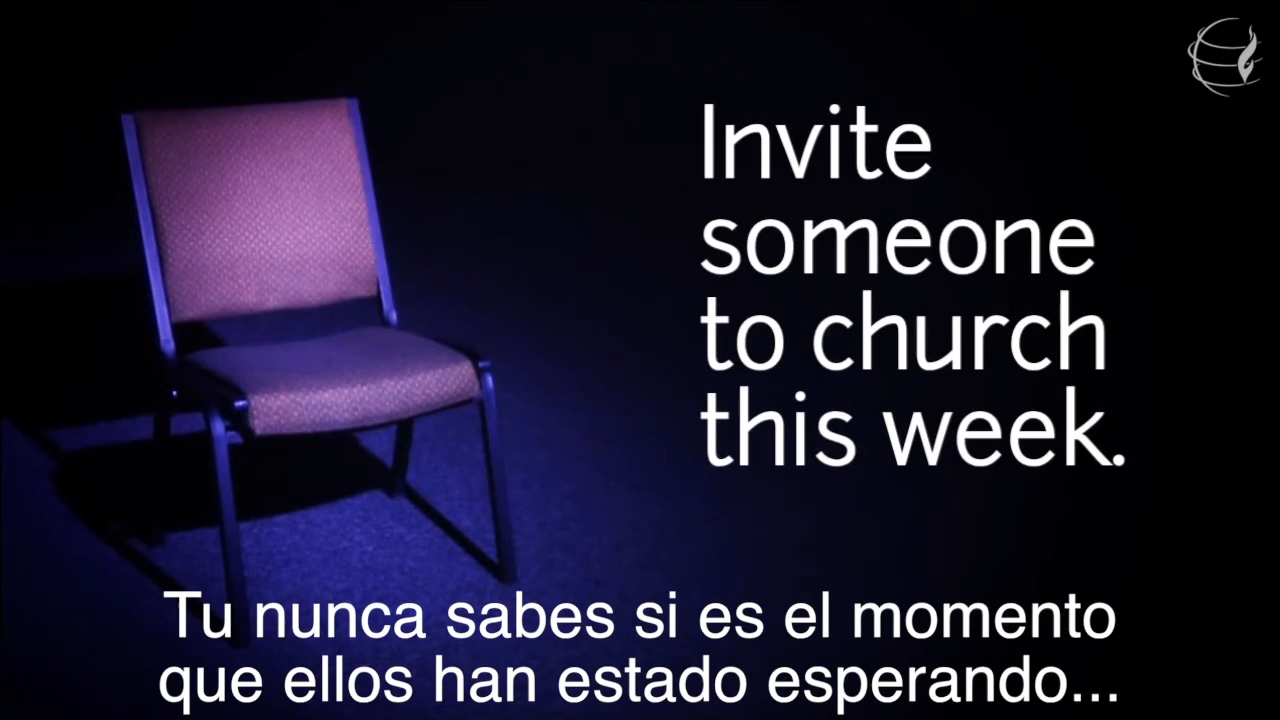 Invite
someone
to church
this week.
Tu nunca sabes si es el momento
que ellos han estado esperando...